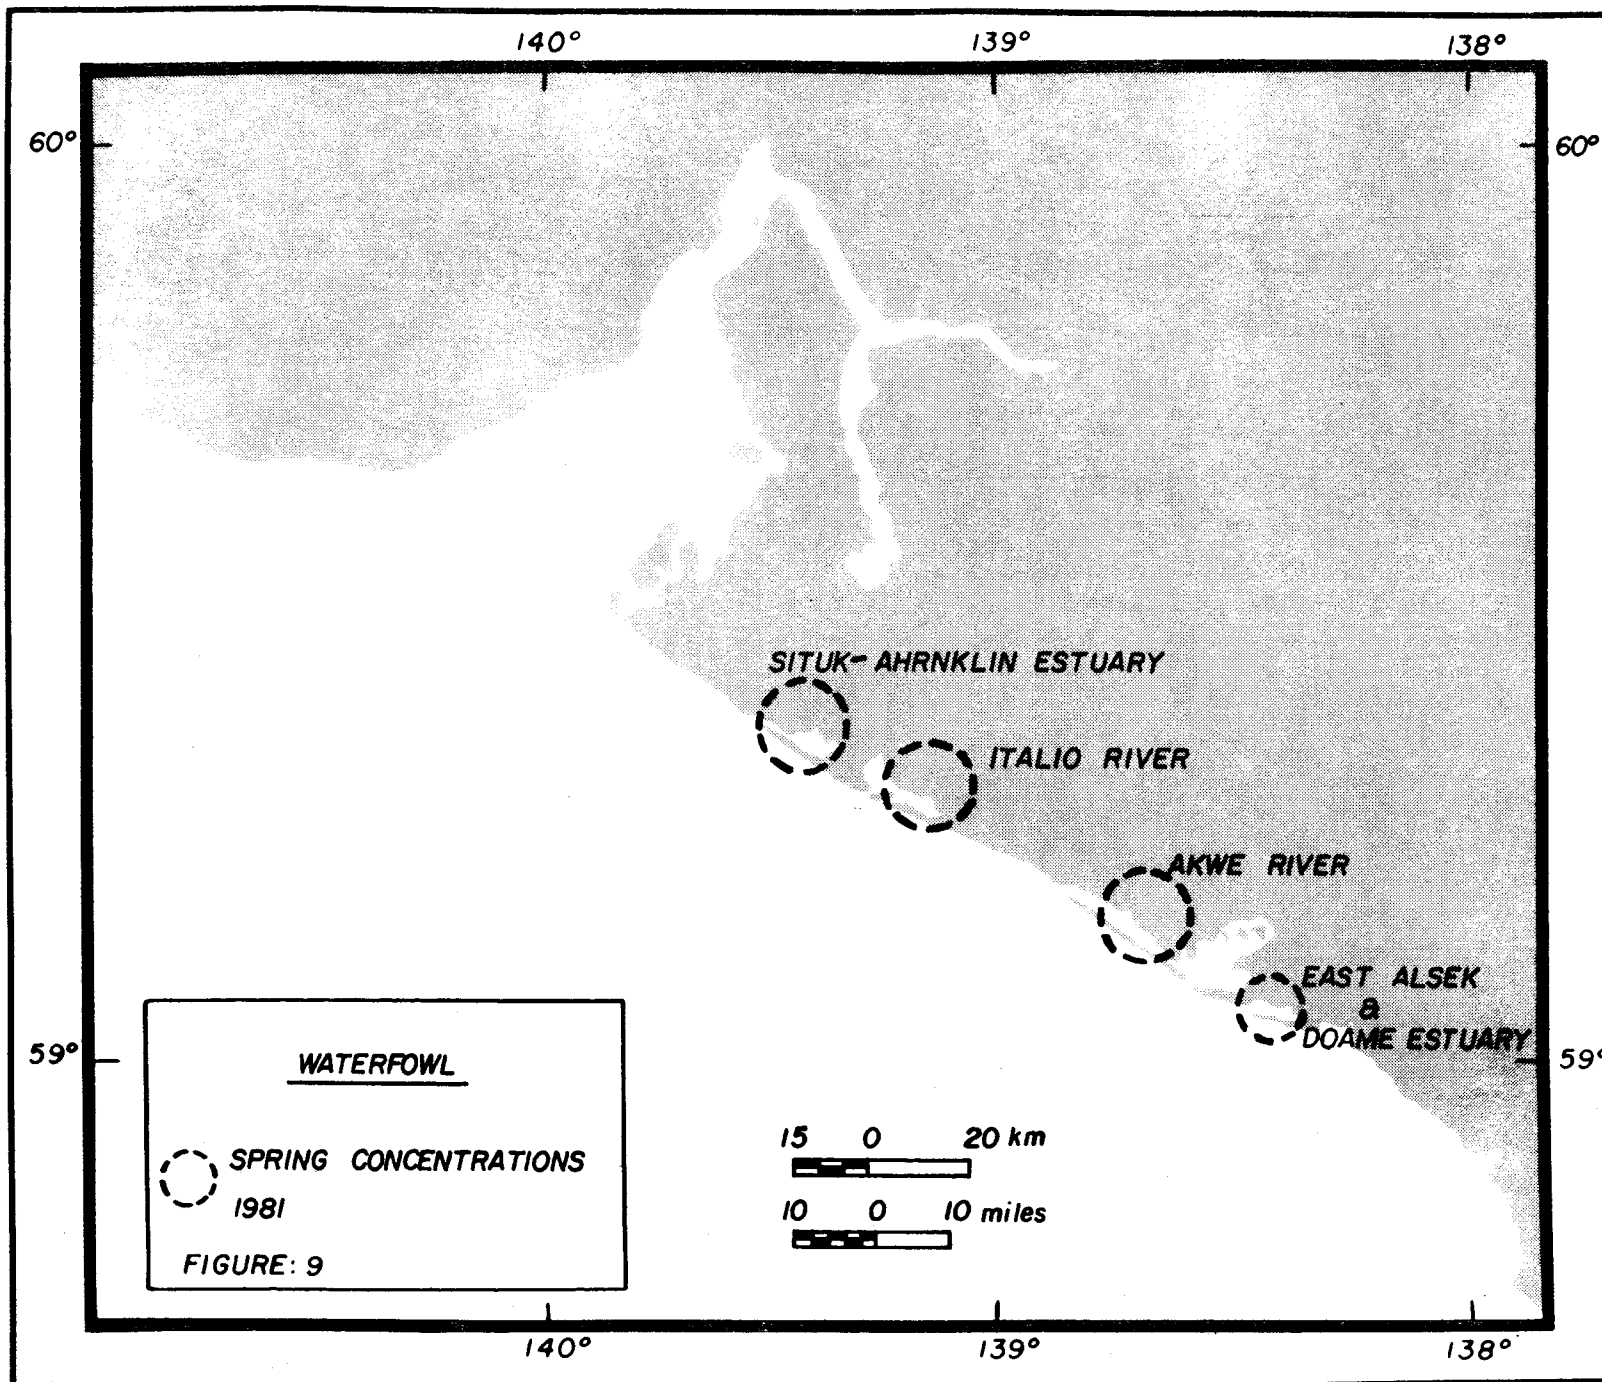 140° 139° 138°
60° 60°
SITUK-AHRNKLIN ESTUARY
ITALIO RIVER
AKWE RIVER
EAST ALSEK
&
DOAME ESTUARY
59° 59°
WATERFOWL
SPRING CONCENTRATIONS
1981
FIGURE: 9
15 0 20 km
10 0 10 miles
140° 139° 138°